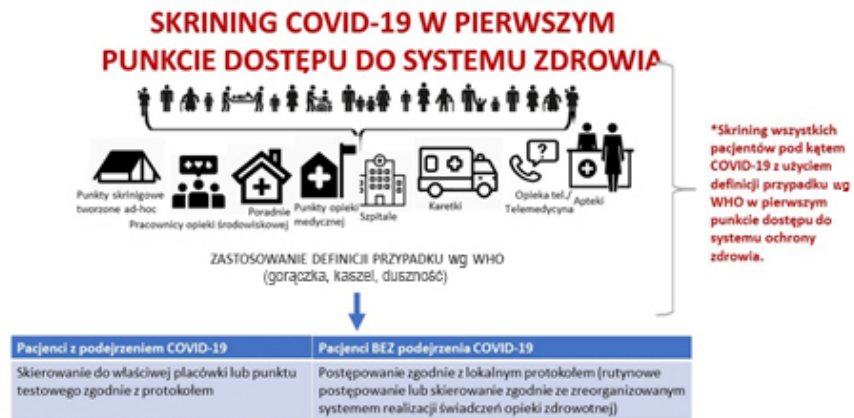 SKRINING COVID-19 W PIERWSZYM
PUNKCIE DOSTĘPU DO SYSTEMU ZDROWIA
*Skrining wszystkich
pacjentów pod kątem
COVID-19 z użyciem
definicji przypadku wg
WHO w pierwszym
punkcie dostępu do
systemu ochrony
zdrowia.
Punkty skrinigowe
tworzone ad-hoc
Pracownicy opieki środowiskowej
Poradnie
Punkty opieki
medycznej
Szpitale
Karetki
Opieka tel./
Telemedycyna
Apteki
ZASTOSOWANIE DEFINICJI PRZYPADKU wg WHO
(gorączka, kaszel, duszność)
Pacjenci z podejrzeniem COVID-19
Pacjenci BEZ podejrzenia COVID-19
Skierowanie do właściwej placówki lub punktu
testowego zgodnie z protokołem
Postępowanie zgodnie z lokalnym protokołem (rutynowe
postępowanie lub skierowanie zgodnie ze zreorganizowanym
systemem realizacji świadczeń opieki zdrowotnej)